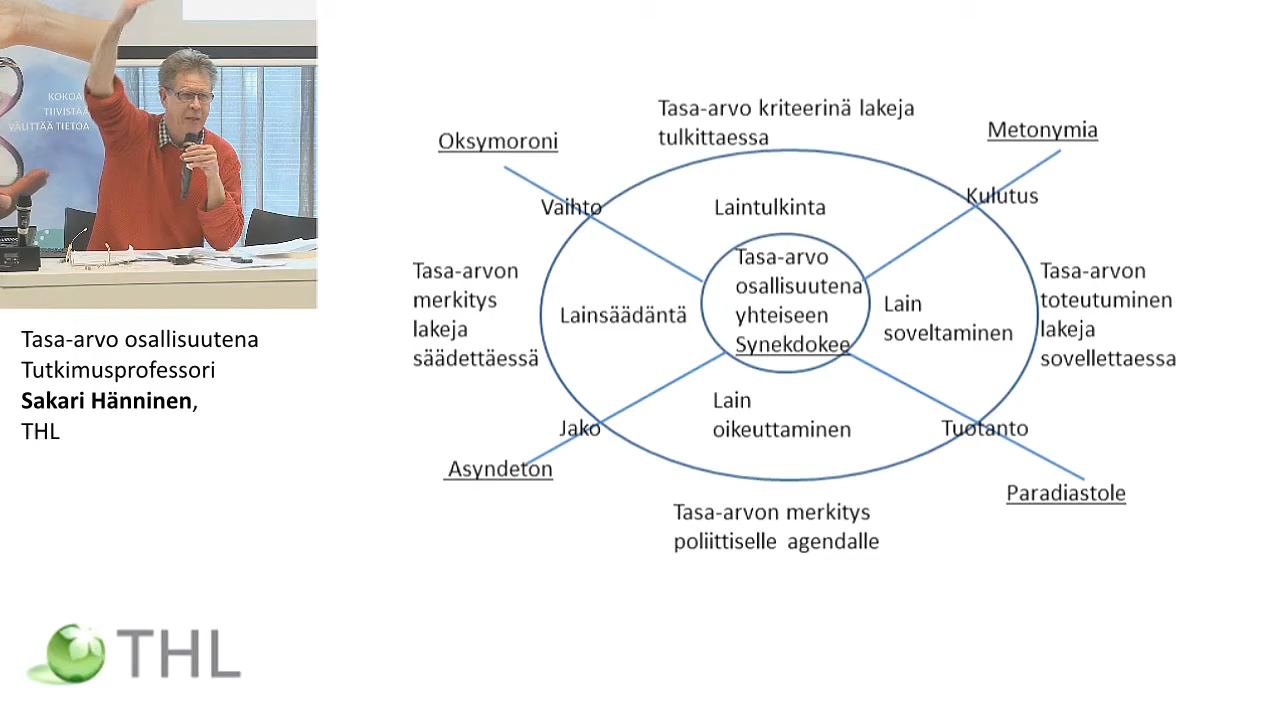 KOKOAA
TIIVISTÄÄ
VÄLITTÄÄ TIETOA
Tasa-arvo osallisuutena
Tutkimusprofessori
Sakari Hänninen,
THL
THL
Tasa-arvo kriteerinä lakeja
tulkittaessa
Oksymoroni
Metonymia
Vaihto
Kulutus
Laintulkinta
Tasa-arvon
merkitys
lakeja
säädettäessä
Lainsäädäntä
Tasa-arvo
osallisuutena
yhteiseen
Synekdokee
Lain
soveltaminen
Tasa-arvon
toteutuminen
lakeja
sovellettaessa
Lain
oikeuttaminen
Jako
Tuotanto
Asyndeton
Paradiastole
Tasa-arvon merkitys
poliittiselle agendalle